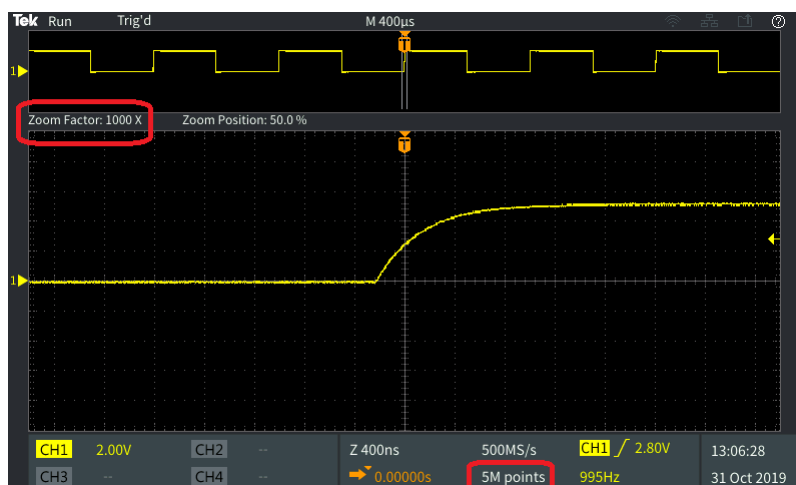 Tek Run Trig'd M 400µs
T
1
Zoom Factor: 1000 X Zoom Position: 50.0 %
T
1
CH1 2.00V CH2 -- Z 400ns 500MS/s CH1 2.80V 13:06:28
CH3 -- CH4 -- 0.00000s 5M points 995Hz 31 Oct 2019